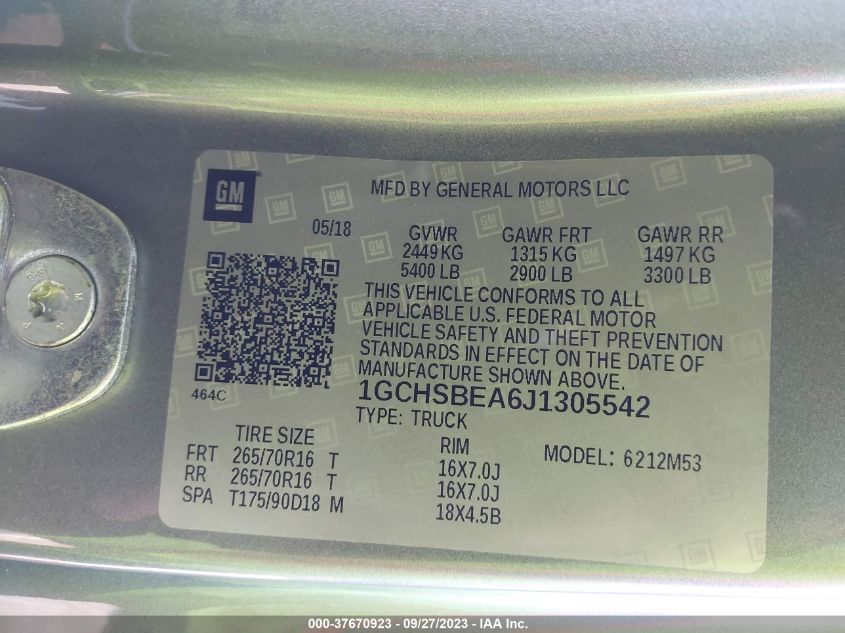 GM
MFD BY GENERAL MOTORS LLC
05/18 GVWR GAWR FRT GAWR RR
2449 KG 1315 KG 1497 KG
5400 LB 2900 LB 3300 LB
THIS VEHICLE CONFORMS TO ALL
APPLICABLE U.S. FEDERAL MOTOR
VEHICLE SAFETY AND THEFT PREVENTION
STANDARDS IN EFFECT ON THE DATE OF
MANUFACTURE SHOWN ABOVE.
464C
1GCHSBEA6J1305542
TYPE: TRUCK
TIRE SIZE RIM MODEL: 6212M53
FRT 265/70R16 T 16X7.0J
RR 265/70R16 T 16X7.0J
SPA T175/90D18 M 18X4.5B
000-37670923 / 09/27/2023 / IAA Inc.